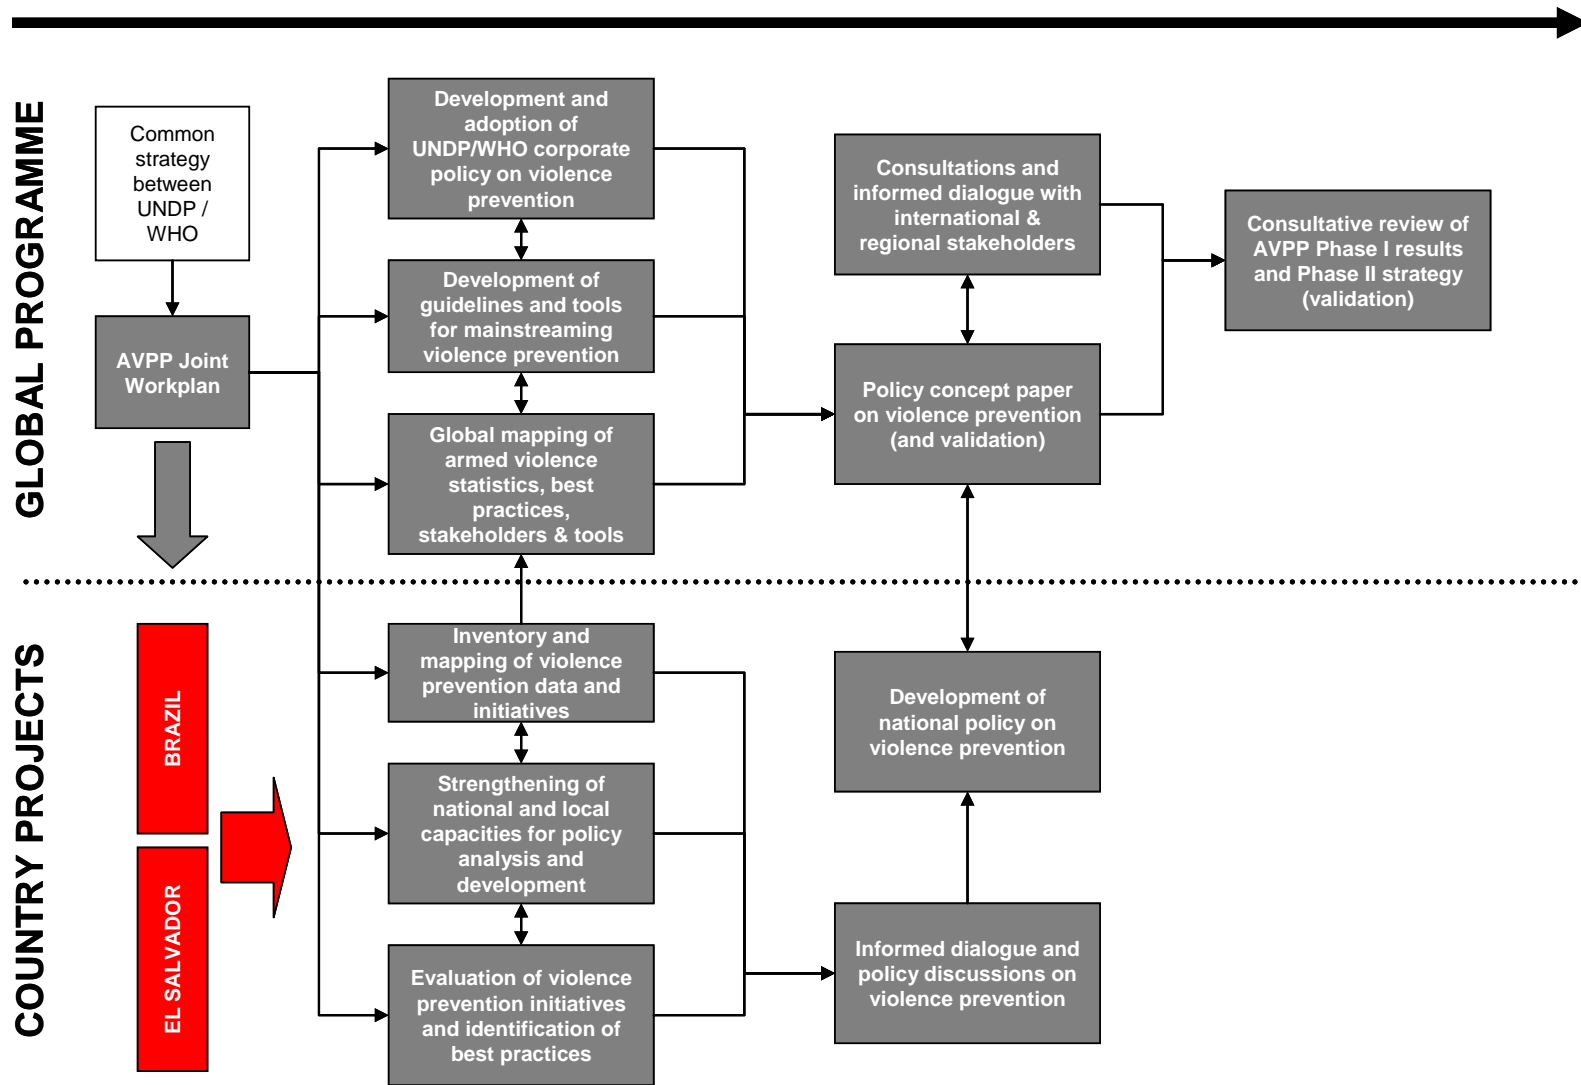 GLOBAL PROGRAMME
Common
strategy
between
UNDP /
WHO
AVPP Joint
Workplan
Development and
adoption of
UNDP/WHO corporate
policy on violence
prevention
Development of
guidelines and tools
for mainstreaming
violence prevention
Global mapping of
armed violence
statistics, best
practices,
stakeholders & tools
Consultations and
informed dialogue with
international &
regional stakeholders
Policy concept paper
on violence prevention
(and validation)
Consultative review of
AVPP Phase I results
and Phase II strategy
(validation)
COUNTRY PROJECTS
BRAZIL
EL SALVADOR
Inventory and
mapping of violence
prevention data and
initiatives
Strengthening of
national and local
capacities for policy
analysis and
development
Evaluation of violence
prevention initiatives
and identification of
best practices
Development of
national policy on
violence prevention
Informed dialogue and
policy discussions on
violence prevention